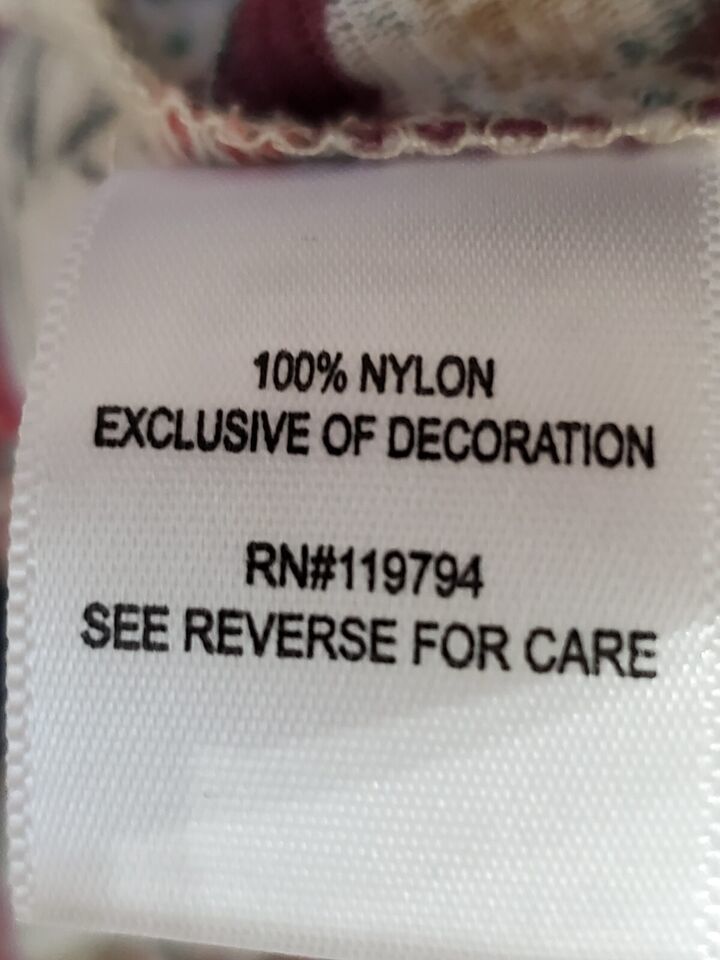 100% NYLON
EXCLUSIVE OF DECORATION
RN#119794
SEE REVERSE FOR CARE